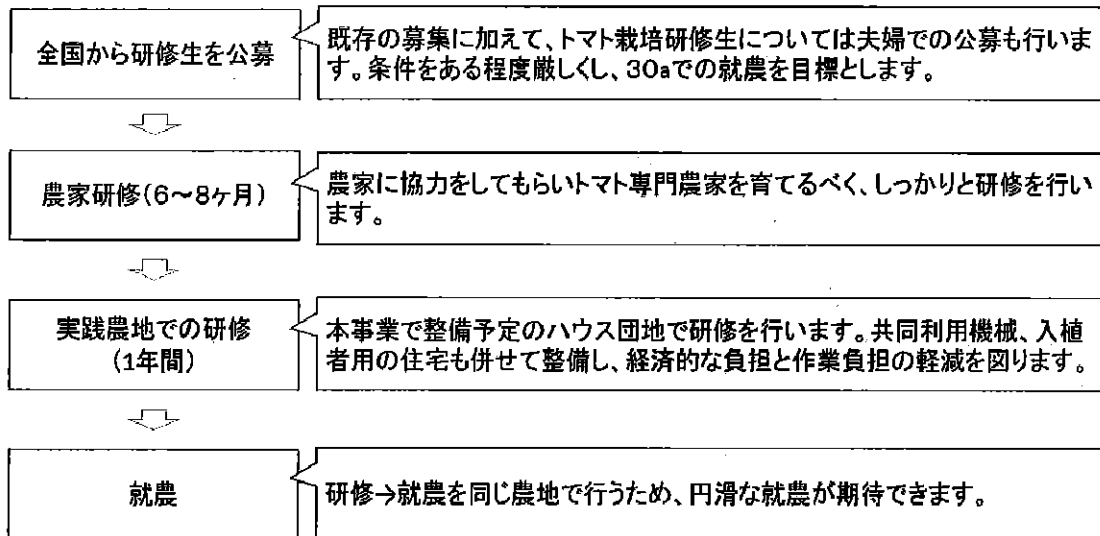 全国から研修生を公募
既存の募集に加えて、トマト栽培研修生については夫婦での公募も行いま
す。条件をある程度厳しくし、30aでの就農を目標とします。
農家研修(6〜8ヶ月)
農家に協力をしてもらいトマト専門農家を育てるべく、しっかりと研修を行い
ます。
実践農地での研修
(1年間)
本事業で整備予定のハウス団地で研修を行います。共同利用機械、入植
者用の住宅も併せて整備し、経済的な負担と作業負担の軽減を図ります。
就農
研修→就農を同じ農地で行うため、円滑な就農が期待できます。